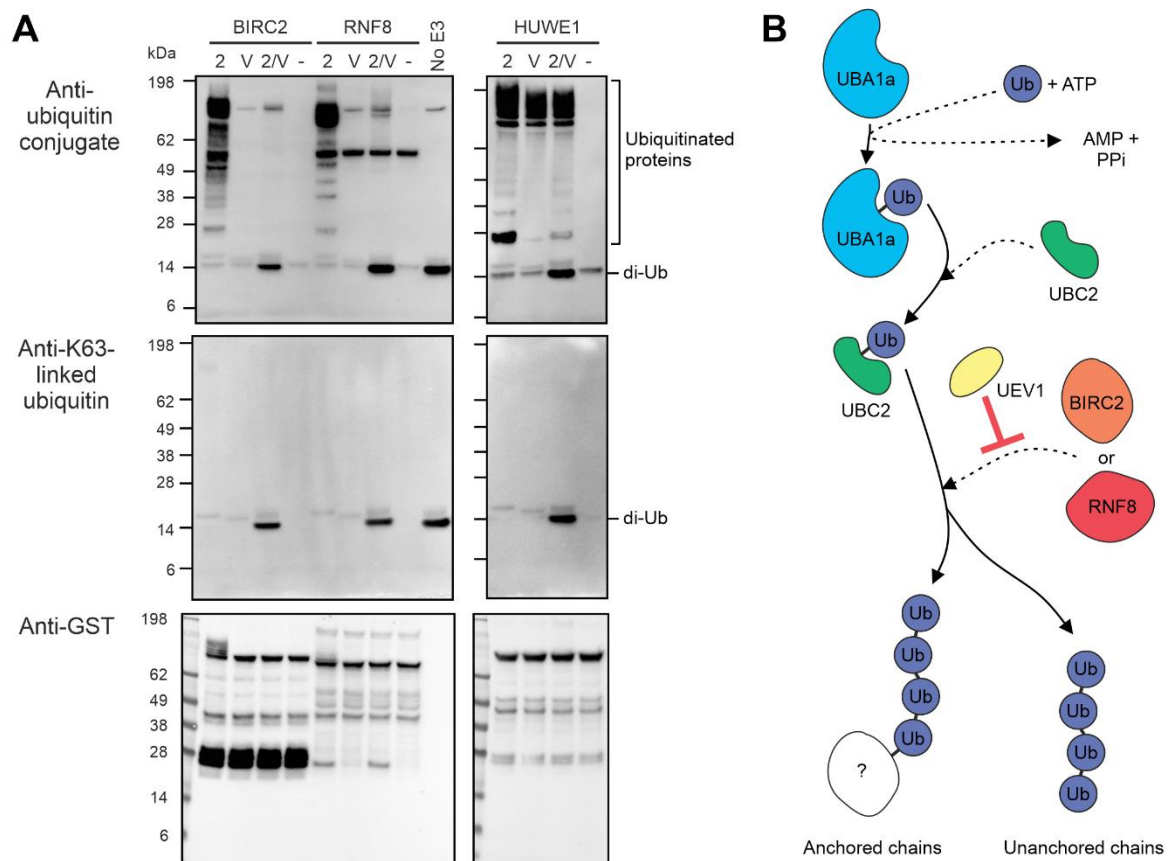 A
BIRC2 RNF8 No E3 HUWE1
kDa 2 V 2/V - 2 V 2/V - 2 V 2/V -
Anti-
ubiquitin
conjugate
198
62
49
38
28
14
6
Ubiquitinated
proteins
di-Ub
Anti-K63-
linked
ubiquitin
198
62
49
38
28
14
6
di-Ub
Anti-GST
198
62
49
38
28
14
6
B
UBA1a
Ub + ATP
AMP +
PPi
Ub
UBA1a
UBC2
Ub
UBC2
UEV1
BIRC2
or
RNF8
Ub
Ub
Ub
Ub
?
Ub
Ub
Ub
Ub
Anchored chains Unanchored chains